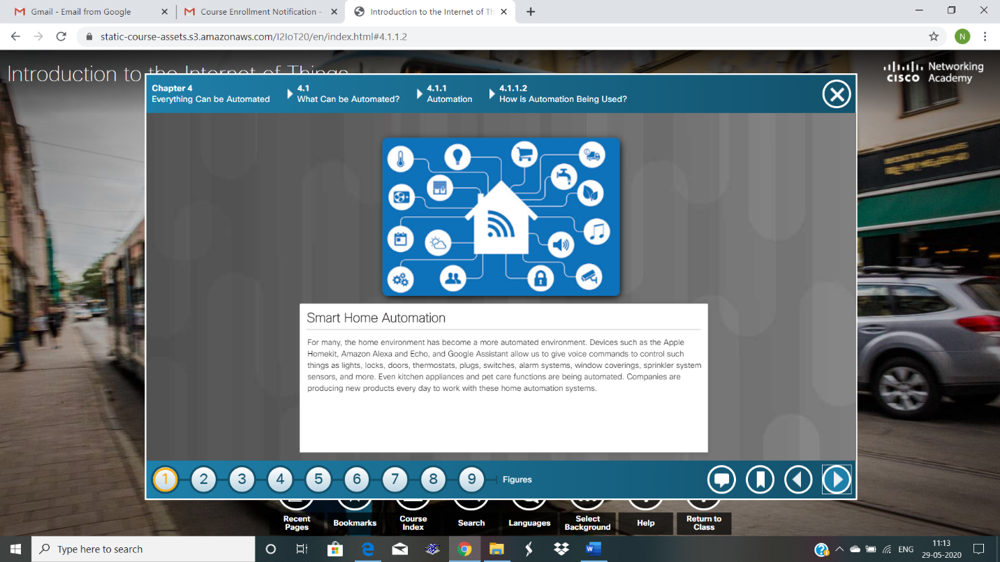 Gmail - Email from Google
Course Enrollment Notification -
Introduction to the Internet of Th
static-course-assets.s3.amazonaws.com/I2IoT20/en/index.html#4.1.1.2
N
Introduction to the Internet of Things
Networking
CISCO Academy
Chapter 4
Everything Can be Automated
4.1
What Can be Automated?
4.1.1
Automation
4.1.1.2
How is Automation Being Used?
Smart Home Automation
For many, the home environment has become a more automated environment. Devices such as the Apple
Homekit, Amazon Alexa and Echo, and Google Assistant allow us to give voice commands to control such
things as lights, locks, doors, thermostats, plugs, switches, alarm systems, window coverings, sprinkler system
sensors, and more. Even kitchen appliances and pet care functions are being automated. Companies are
producing new products every day to work with these home automation systems.
1 2 3 4 5 6 7 8 9 Figures
Recent
Pages
Bookmarks
Course
Index
Search
Languages
Select
Background
Help
Return to
Class
Type here to search
ENG
11:13
29-05-2020